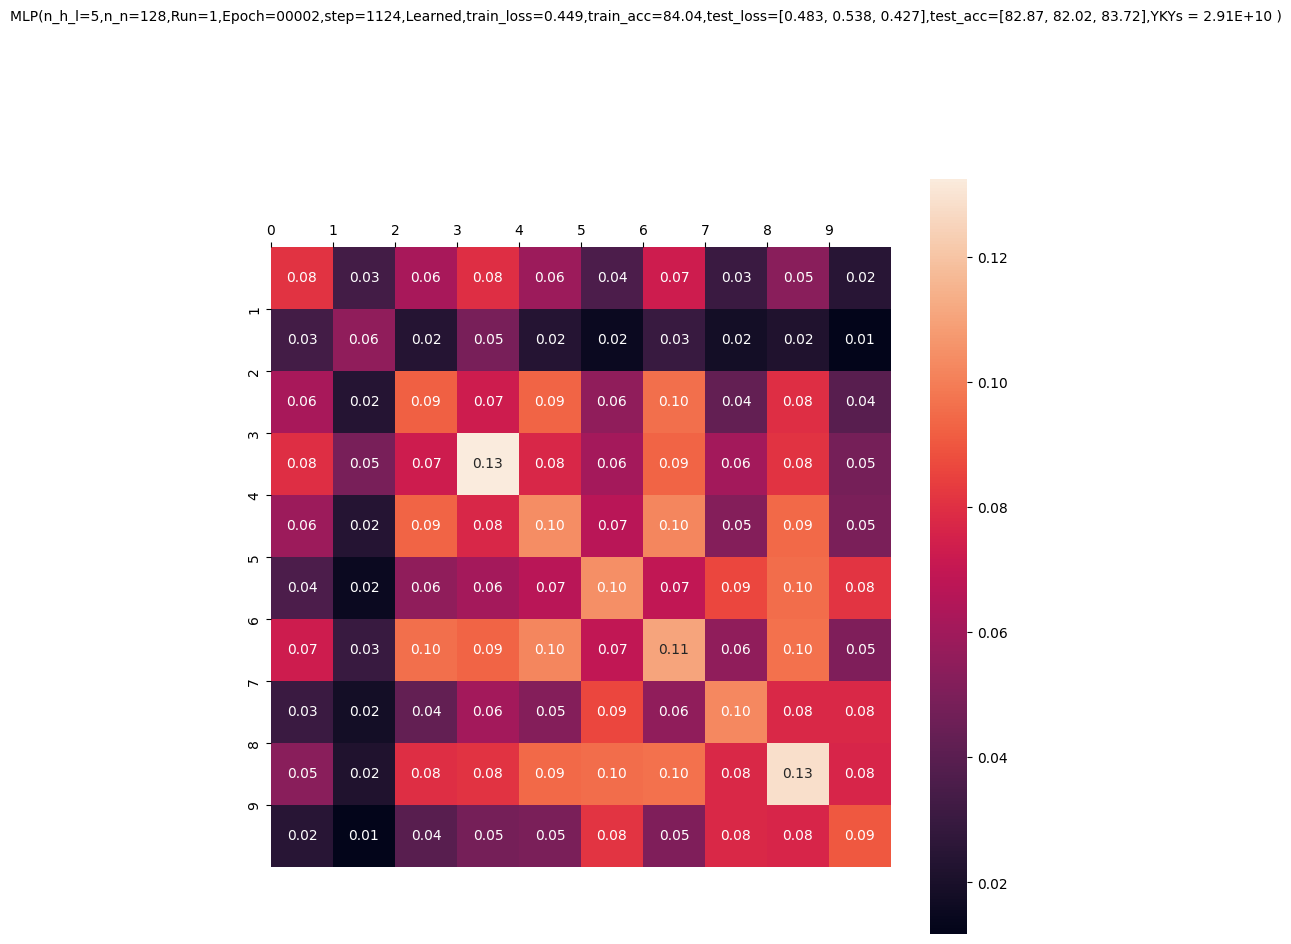 MLP(n_h_l=5,n_n=128,Run=1,Epoch=00002,step=1124,Learned,train_loss=0.449,train_acc=84.04,test_loss=[0.483, 0.538, 0.427],test_acc=[82.87, 82.02, 83.72],YKYs = 2.91E+10 )
0 1 2 3 4 5 6 7 8 9
0.08 0.03 0.06 0.08 0.06 0.04 0.07 0.03 0.05 0.02
1
0.03 0.06 0.02 0.05 0.02 0.02 0.03 0.02 0.02 0.01
2
0.06 0.02 0.09 0.07 0.09 0.06 0.10 0.04 0.08 0.04
3
0.08 0.05 0.07 0.13 0.08 0.06 0.09 0.06 0.08 0.05
4
0.06 0.02 0.09 0.08 0.10 0.07 0.10 0.05 0.09 0.05
5
0.04 0.02 0.06 0.06 0.07 0.10 0.07 0.09 0.10 0.08
6
0.07 0.03 0.10 0.09 0.10 0.07 0.11 0.06 0.10 0.05
7
0.03 0.02 0.04 0.06 0.05 0.09 0.06 0.10 0.08 0.08
8
0.05 0.02 0.08 0.08 0.09 0.10 0.10 0.08 0.13 0.08
9
0.02 0.01 0.04 0.05 0.05 0.08 0.05 0.08 0.08 0.09
0.12
0.10
0.08
0.06
0.04
0.02